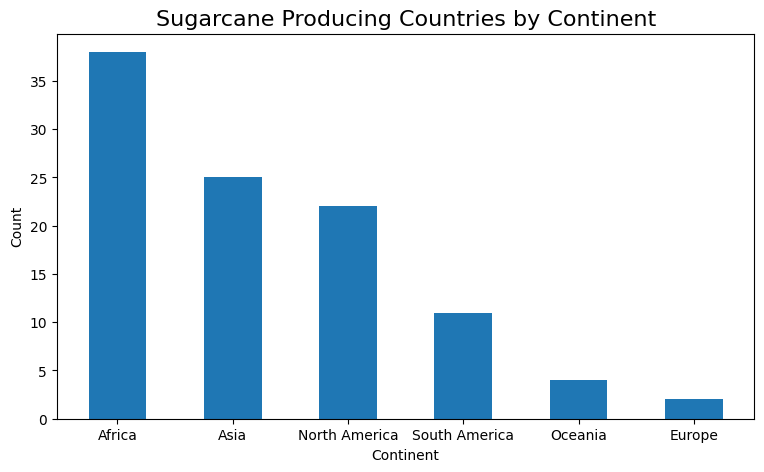 Sugarcane Producing Countries by Continent
Count
35
30
25
20
15
10
5
0
Africa Asia North America South America Oceania Europe
Continent